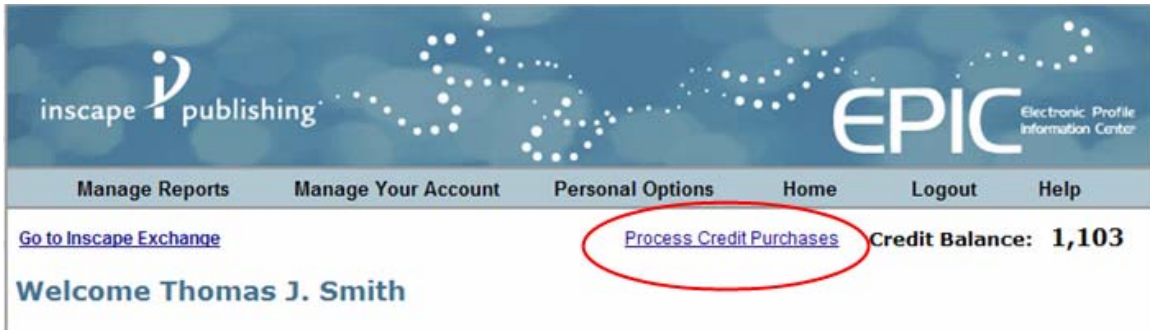 inscape publishing
EPIC Electronic Profile
Information Center
Manage Reports Manage Your Account Personal Options Home Logout Help
Go to Inscape Exchange Process Credit Purchases Credit Balance: 1,103
Welcome Thomas J. Smith